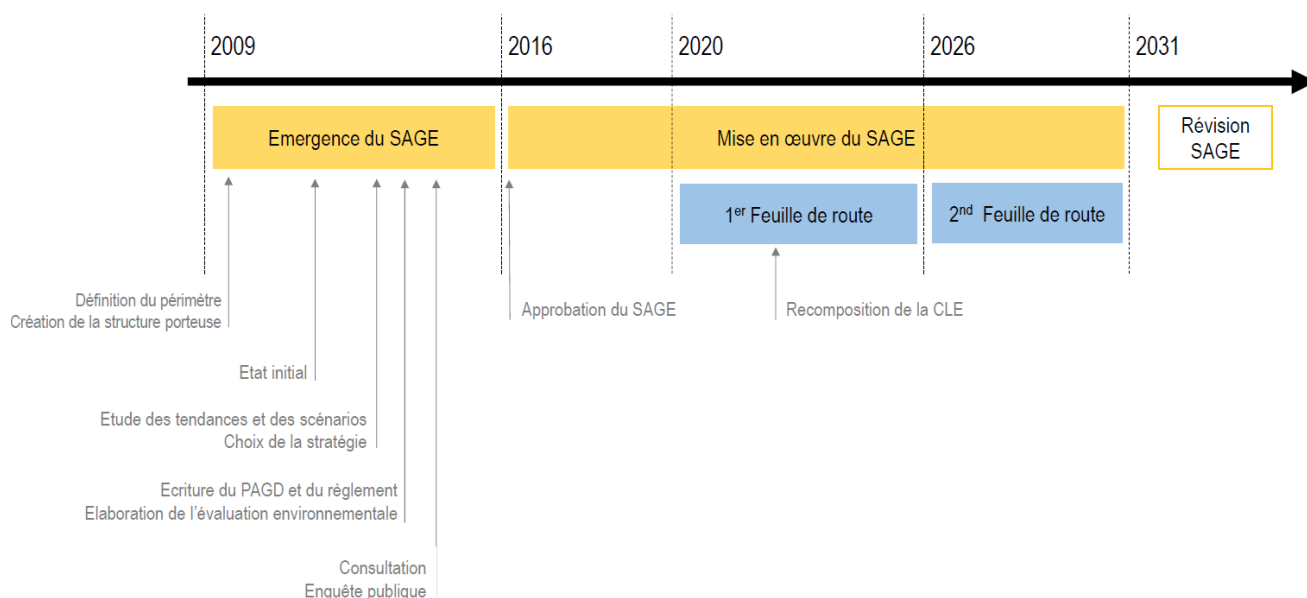 2009
2016
2020
2026
2031
Emergence du SAGE
Mise en œuvre du SAGE
Révision
SAGE
1er Feuille de route
2nd Feuille de route
Définition du périmètre
Création de la structure porteuse
Approbation du SAGE
Recomposition de la CLE
Etat initial
Etude des tendances et des scénarios
Choix de la stratégie
Ecriture du PAGD et du règlement
Elaboration de l'évaluation environnementale
Consultation
Enquête publique